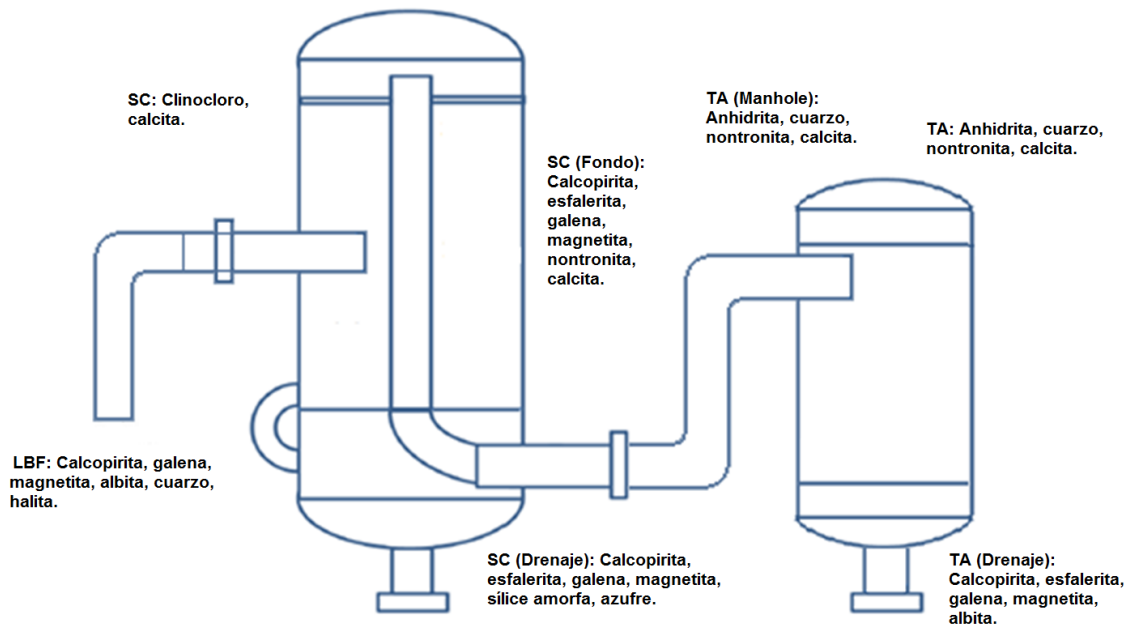 SC: Clinocloro,
calcita.
TA (Manhole):
Anhidrita, cuarzo,
nontronita, calcita.
TA: Anhidrita, cuarzo,
nontronita, calcita.
SC (Fondo):
Calcopirita,
esfalerita,
galena,
magnetita,
nontronita,
calcita.
LBF: Calcopirita, galena,
magnetita, albita, cuarzo,
halita.
SC (Drenaje): Calcopirita,
esfalerita, galena, magnetita,
sílice amorfa, azufre.
TA (Drenaje):
Calcopirita, esfalerita,
galena, magnetita,
albita.